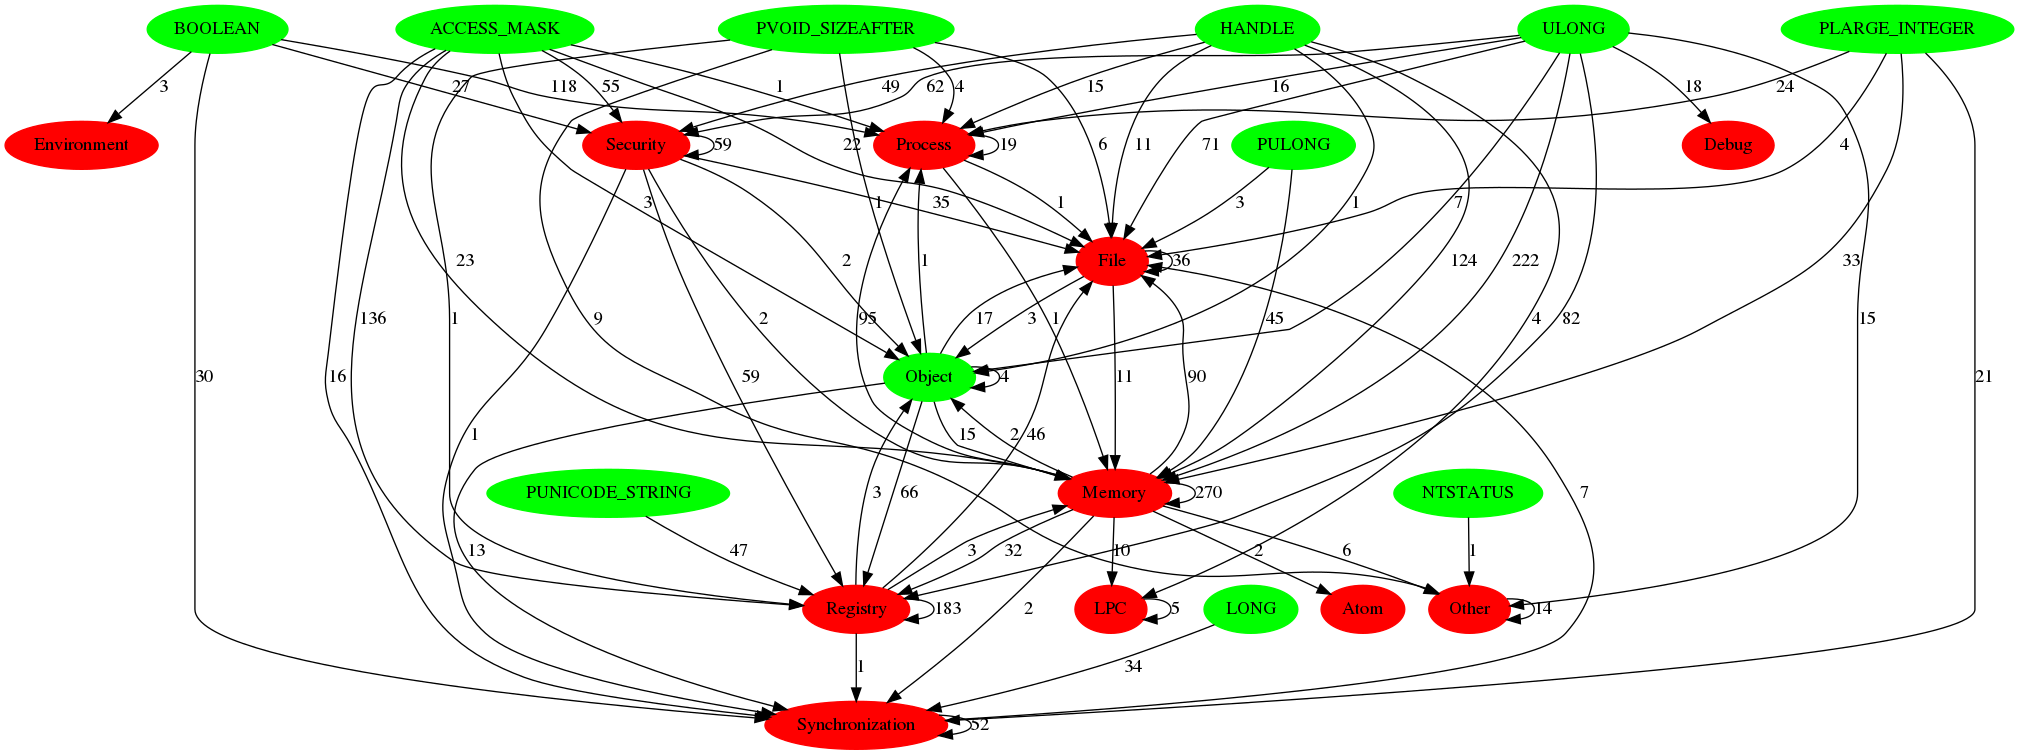 BOOLEAN ACCESS_MASK PVOID_SIZEAFTER HANDLE ULONG PLARGE_INTEGER
3 27 118 55 1 49 62 4 15 16 18 24
Environment Security 59 Process 19 22 6 11 71 PULONG Debug 4
3 1 35 1 3 1 7
23 2 1 File 36 124 222 33
136 1 9 95 17 3 1 45 4 82 15
2
30 16 59 Object 4 11 90 21
1 15 2 46
PUNICODE_STRING 3 66 Memory 270 NTSTATUS 7
13 47 3 32 10 2 6 1
Registry 183 2 LPC 5 LONG Atom Other 14
1 34
Synchronization 52